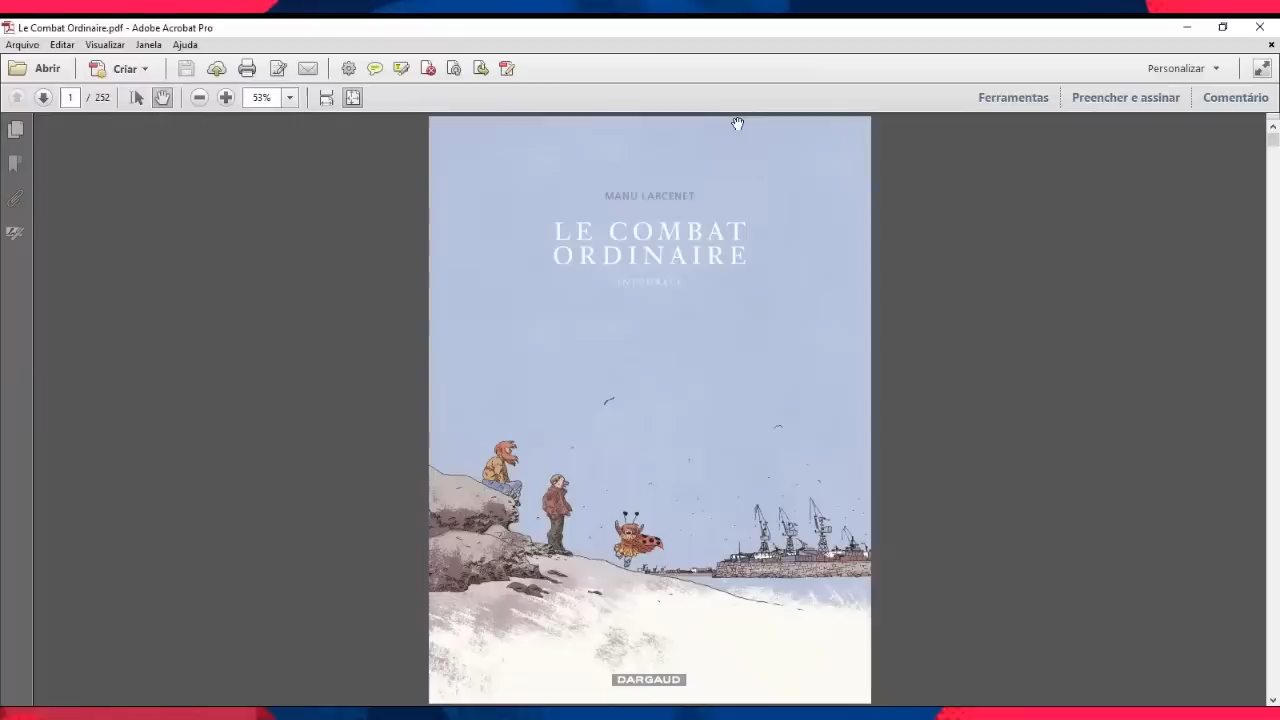 Le Combat Ordinaire.pdf - Adobe Acrobat Pro
Arquivo Editar Visualizar Janela Ajuda
Abrir Criar Personalizar
1 / 252 53% Ferramentas Preencher e assinar Comentário
MANU LARCENET
LE COMBAT
ORDINAIRE
INTÉGRALE
DARGAUD